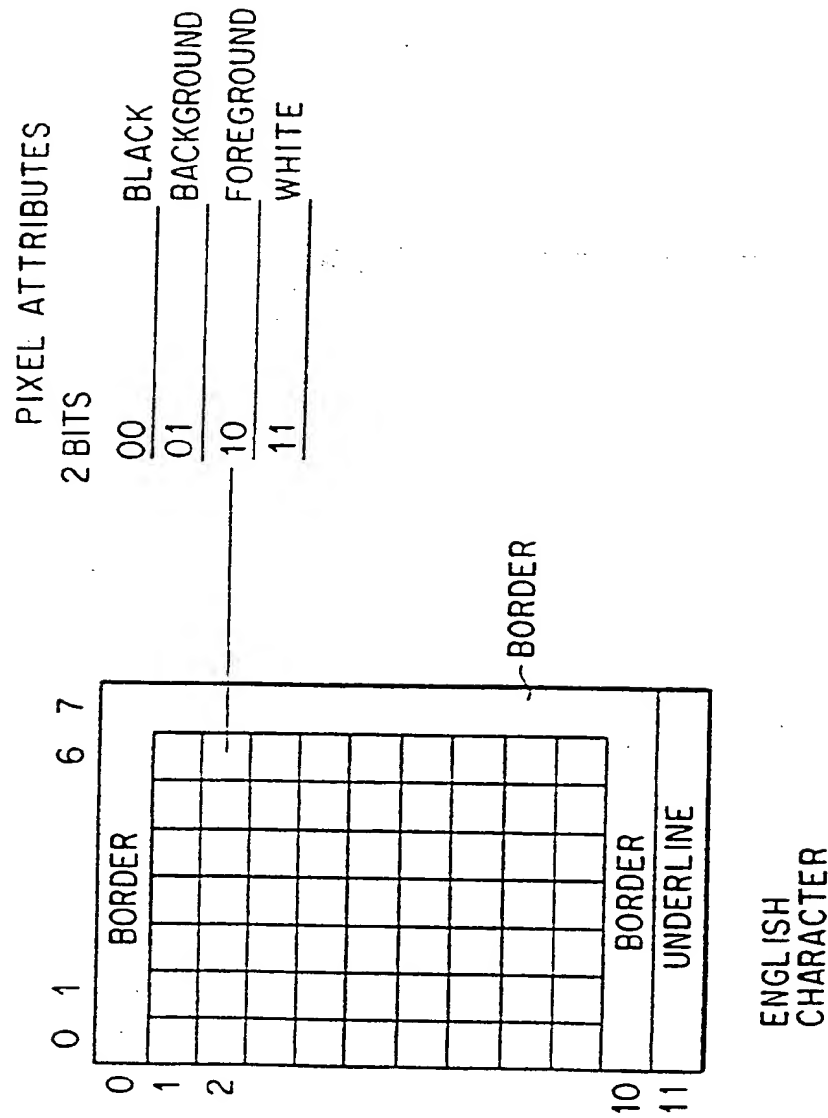 PIXEL ATTRIBUTES
2 BITS
00 BLACK
01 BACKGROUND
10 FOREGROUND
11 WHITE
0 1 6 7
0
1
2
10
11
BORDER
BORDER
BORDER
UNDERLINE
ENGLISH
CHARACTER